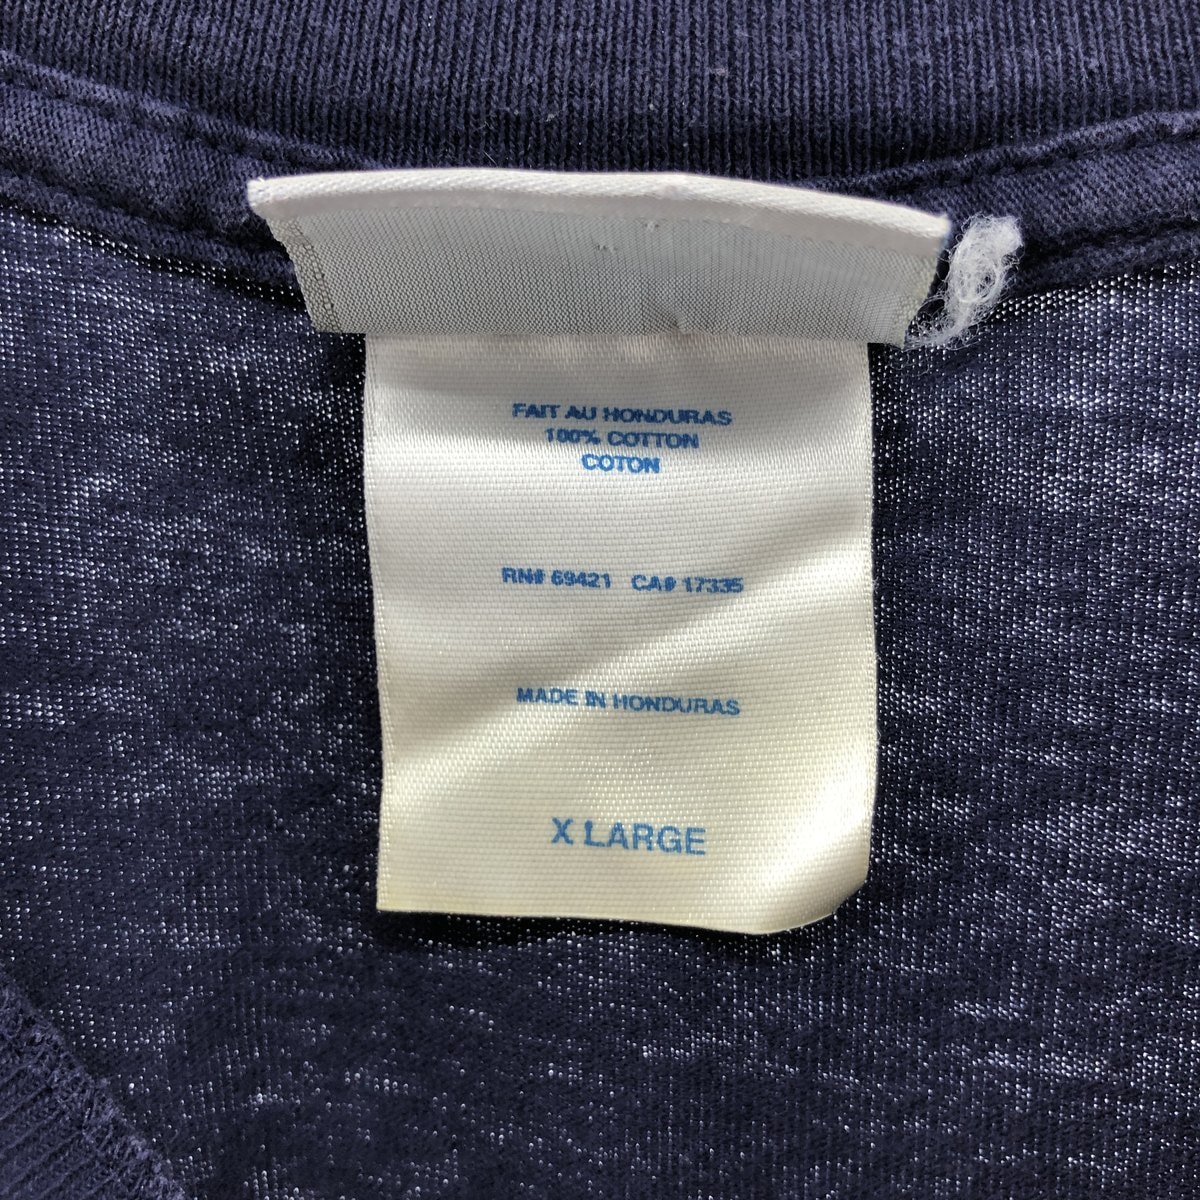 FAIT AU HONDURAS
100% COTTON
COTON
RN# 69421 CA# 17335
MADE IN HONDURAS
X LARGE